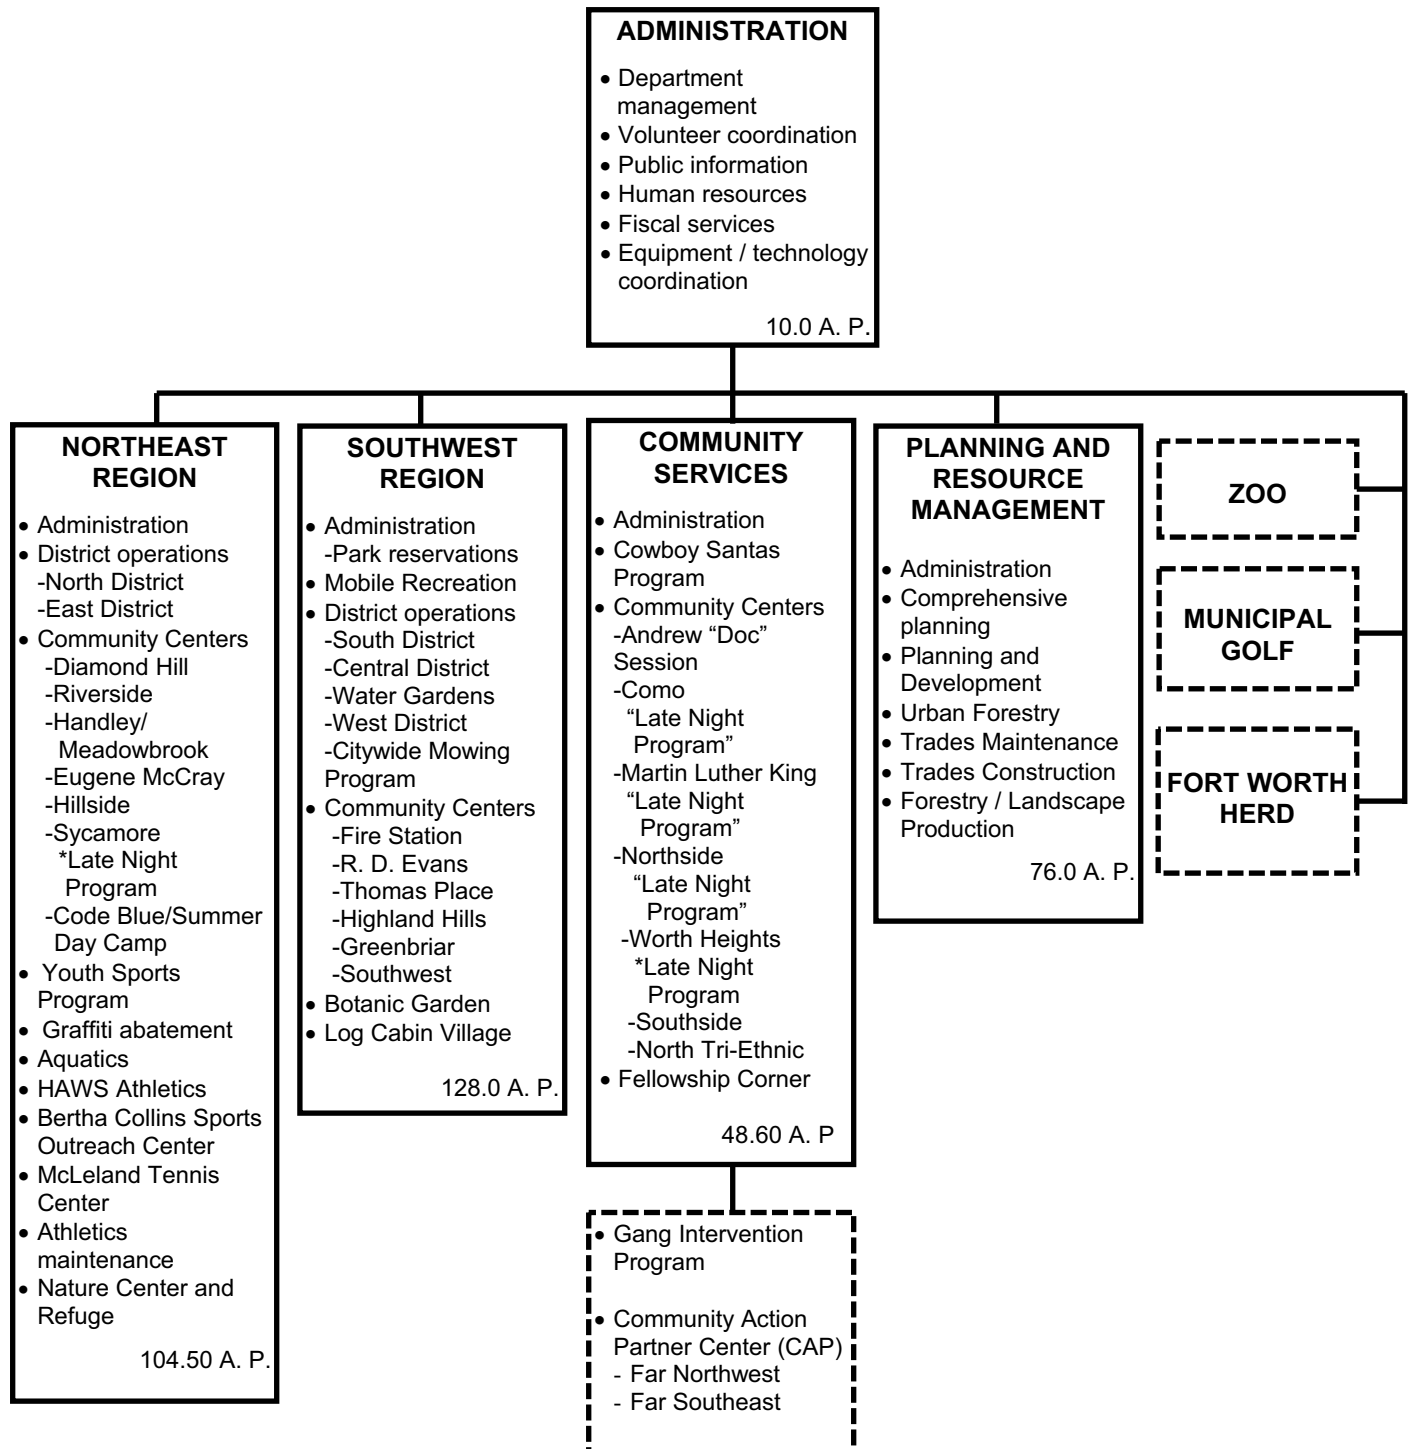 ADMINISTRATION
• Department
management
• Volunteer coordination
• Public information
• Human resources
• Fiscal services
• Equipment / technology
coordination
10.0 A. P.
NORTHEAST
REGION
• Administration
• District operations
-North District
-East District
• Community Centers
-Diamond Hill
-Riverside
-Handley/
Meadowbrook
-Eugene McCray
-Hillside
-Sycamore
*Late Night
Program
-Code Blue/Summer
Day Camp
• Youth Sports
Program
• Graffiti abatement
• Aquatics
• HAWS Athletics
• Bertha Collins Sports
Outreach Center
• McLeland Tennis
Center
• Athletics
maintenance
• Nature Center and
Refuge
104.50 A. P.
SOUTHWEST
REGION
• Administration
-Park reservations
• Mobile Recreation
• District operations
-South District
-Central District
-Water Gardens
-West District
-Citywide Mowing
Program
• Community Centers
-Fire Station
-R. D. Evans
-Thomas Place
-Highland Hills
-Greenbriar
-Southwest
• Botanic Garden
• Log Cabin Village
128.0 A. P.
COMMUNITY
SERVICES
• Administration
• Cowboy Santas
Program
• Community Centers
-Andrew “Doc”
Session
-Como
“Late Night
Program”
-Martin Luther King
“Late Night
Program”
-Northside
“Late Night
Program”
-Worth Heights
*Late Night
Program
-Southside
-North Tri-Ethnic
• Fellowship Corner
48.60 A. P
• Gang Intervention
Program
• Community Action
Partner Center (CAP)
- Far Northwest
- Far Southeast
PLANNING AND
RESOURCE
MANAGEMENT
• Administration
• Comprehensive
planning
• Planning and
Development
• Urban Forestry
• Trades Maintenance
• Trades Construction
• Forestry / Landscape
Production
76.0 A. P.
ZOO
MUNICIPAL
GOLF
FORT WORTH
HERD